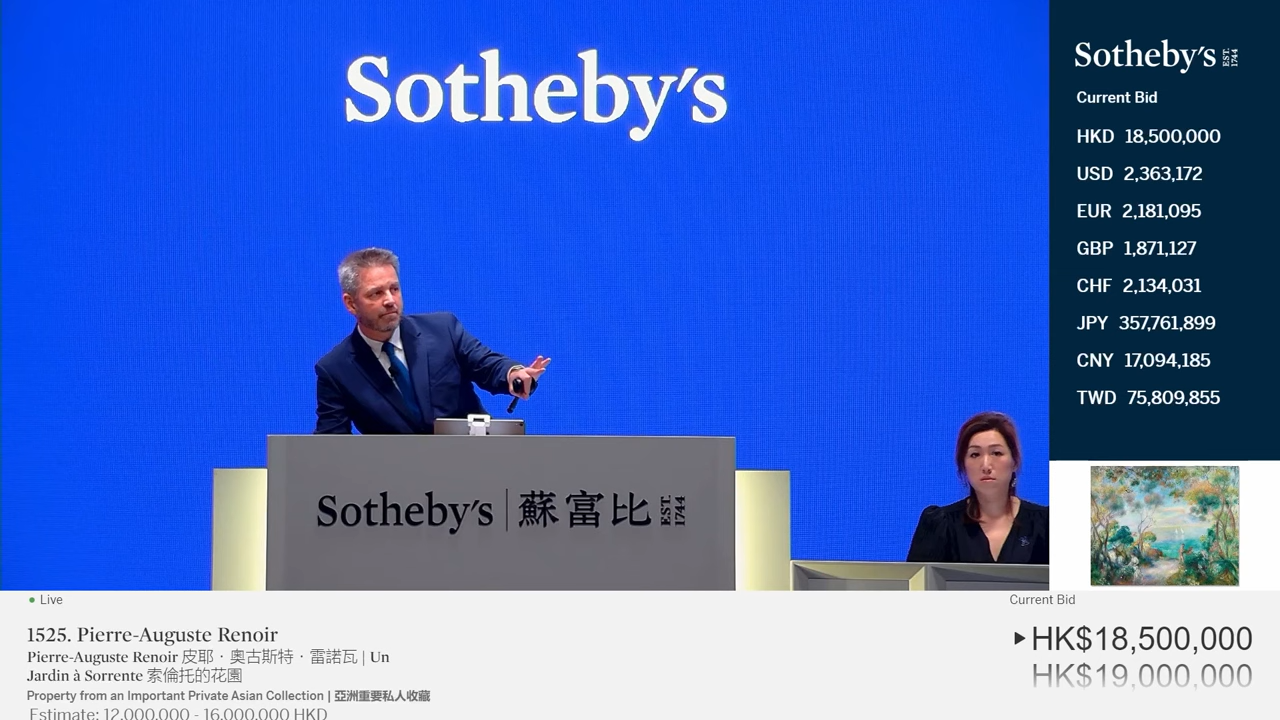 Sotheby's
Sotheby's EST. 1744
Current Bid
HKD 18,500,000
USD 2,363,172
EUR 2,181,095
GBP 1,871,127
CHF 2,134,031
JPY 357,761,899
CNY 17,094,185
TWD 75,809,855
Sotheby's | 蘇富比 EST. 1744
Live
1525. Pierre-Auguste Renoir
Pierre-Auguste Renoir 皮耶・奧古斯特・雷諾瓦 | Un
Jardin à Sorrente 索倫托的花園
Property from an Important Private Asian Collection | 亞洲重要私人收藏
Estimate: 12,000,000 - 16,000,000 HKD
Current Bid
HK$18,500,000
HK$19,000,000